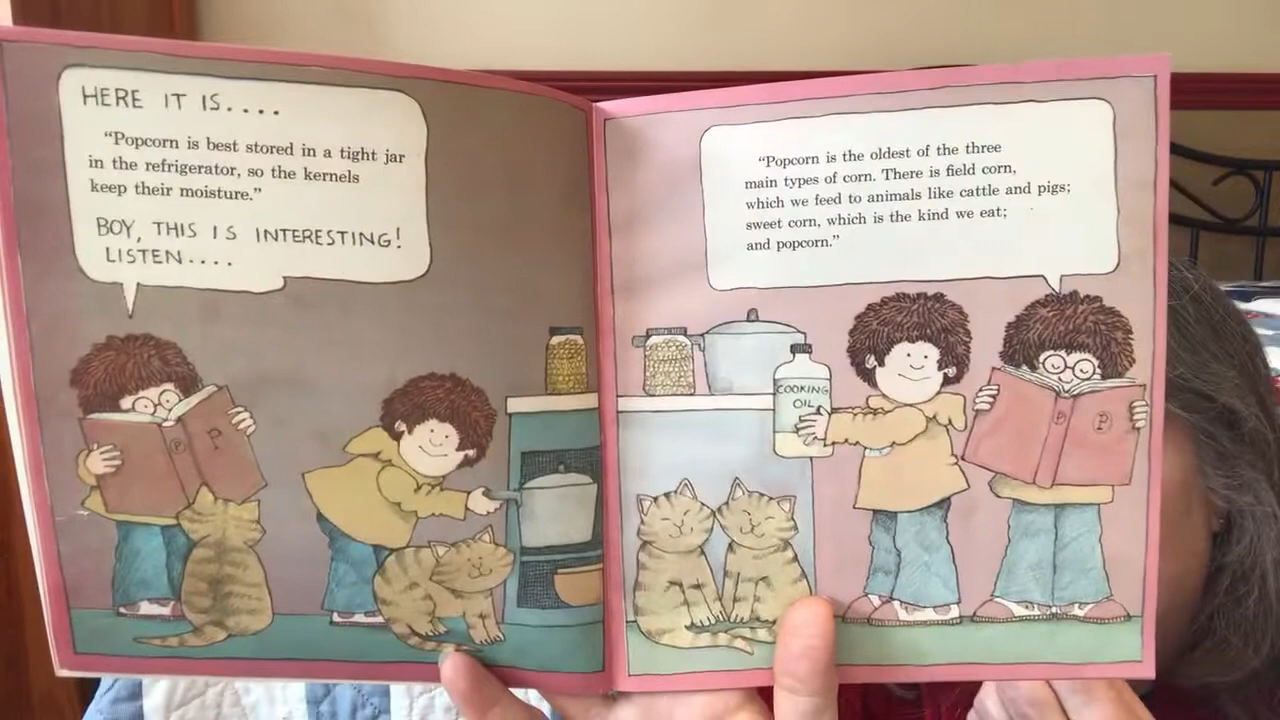 HERE IT IS....
"Popcorn is best stored in a tight jar
in the refrigerator, so the kernels
keep their moisture."
BOY, THIS IS INTERESTING!
LISTEN....
P P
"Popcorn is the oldest of the three
main types of corn. There is field corn,
which we feed to animals like cattle and pigs;
sweet corn, which is the kind we eat;
and popcorn."
COOKING
OIL
P P